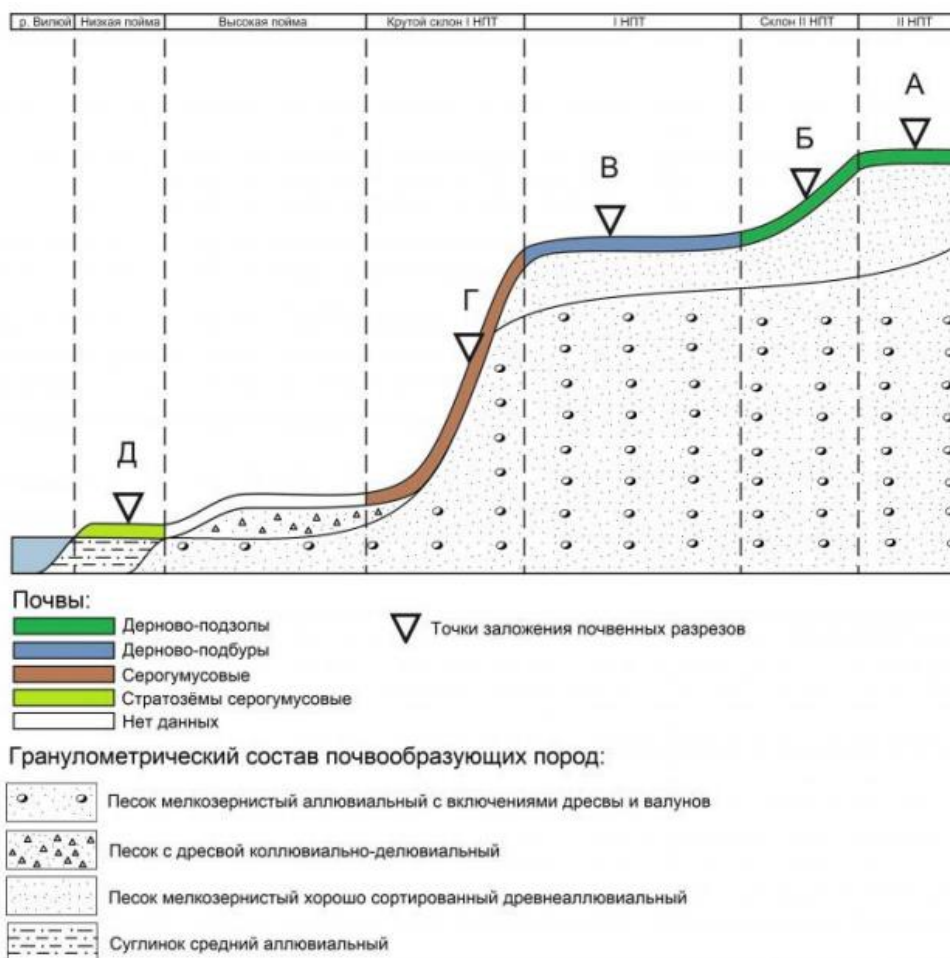 р. Вилюй Низкая пойма Высокая пойма Крутой склон I НПТ I НПТ Склон II НПТ II НПТ
А
Б
В
Г
Д
Почвы:
Дерново-подзолы
Дерново-подбуры
Серогумусовые
Стратозёмы серогумусовые
Нет данных
Точки заложения почвенных разрезов
Гранулометрический состав почвообразующих пород:
Песок мелкозернистый аллювиальный с включениями дресвы и валунов
Песок с дресвой коллювиально-делювиальный
Песок мелкозернистый хорошо сортированный древнеаллювиальный
Суглинок средний аллювиальный